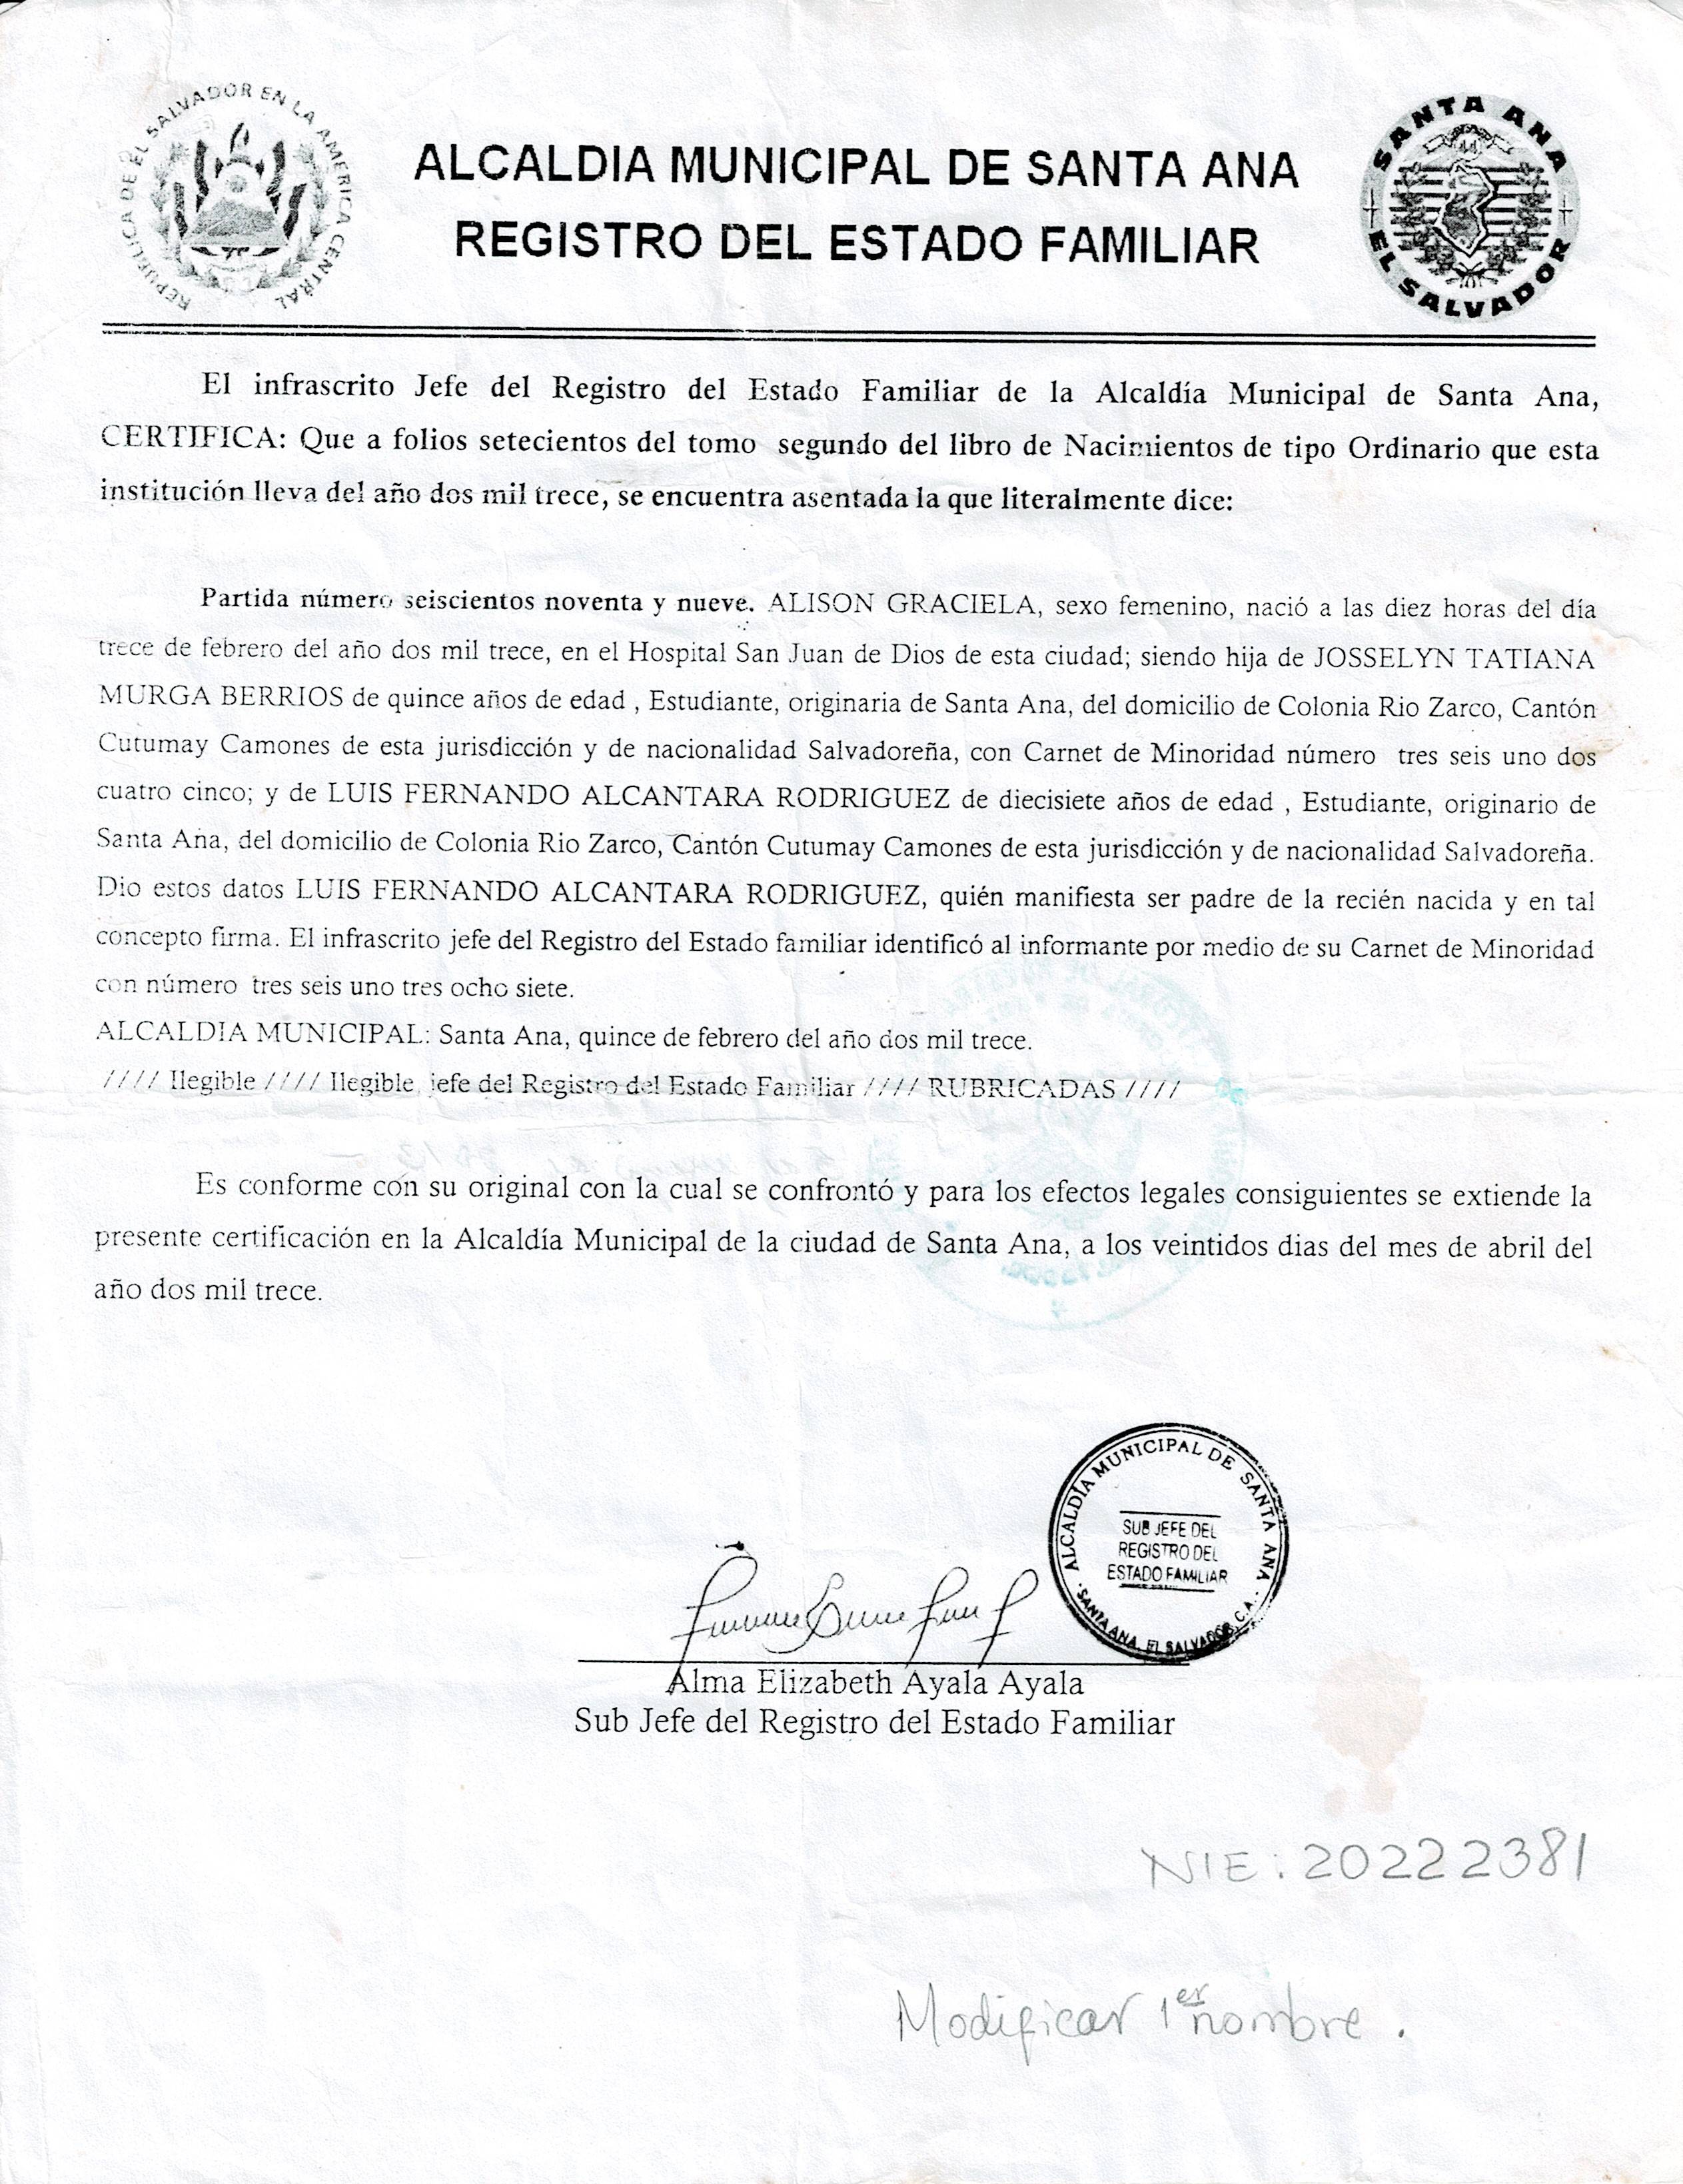 REPUBLICA DE EL SALVADOR EN LA AMERICA CENTRAL
ALCALDIA MUNICIPAL DE SANTA ANA
REGISTRO DEL ESTADO FAMILIAR
SANTA ANA
EL SALVADOR
El infrascrito Jefe del Registro del Estado Familiar de la Alcaldía Municipal de Santa Ana,
CERTIFICA: Que a folios setecientos del tomo segundo del libro de Nacimientos de tipo Ordinario que esta
institución lleva del año dos mil trece, se encuentra asentada la que literalmente dice:
Partida número seiscientos noventa y nueve. ALISON GRACIELA, sexo femenino, nació a las diez horas del día
trece de febrero del año dos mil trece, en el Hospital San Juan de Dios de esta ciudad; siendo hija de JOSSELYN TATIANA
MURGA BERRIOS de quince años de edad , Estudiante, originaria de Santa Ana, del domicilio de Colonia Rio Zarco, Cantón
Cutumay Camones de esta jurisdicción y de nacionalidad Salvadoreña, con Carnet de Minoridad número tres seis uno dos
cuatro cinco; y de LUIS FERNANDO ALCANTARA RODRIGUEZ de diecisiete años de edad , Estudiante, originario de
Santa Ana, del domicilio de Colonia Rio Zarco, Cantón Cutumay Camones de esta jurisdicción y de nacionalidad Salvadoreña.
Dio estos datos LUIS FERNANDO ALCANTARA RODRIGUEZ, quién manifiesta ser padre de la recién nacida y en tal
concepto firma. El infrascrito jefe del Registro del Estado familiar identificó al informante por medio de su Carnet de Minoridad
con número tres seis uno tres ocho siete.
ALCALDIA MUNICIPAL: Santa Ana, quince de febrero del año dos mil trece.
//// Ilegible //// Ilegible, jefe del Registro del Estado Familiar //// RUBRICADAS ////
Es conforme con su original con la cual se confrontó y para los efectos legales consiguientes se extiende la
presente certificación en la Alcaldía Municipal de la ciudad de Santa Ana, a los veintidos dias del mes de abril del
año dos mil trece.
ALCALDÍA MUNICIPAL DE SANTA ANA
SUB JEFE DEL
REGISTRO DEL
ESTADO FAMILIAR
SANTA ANA, EL SALVADOR, C.A.
Alma Elizabeth Ayala Ayala
Sub Jefe del Registro del Estado Familiar
NIE: 20222381
Modificar 1er nombre.